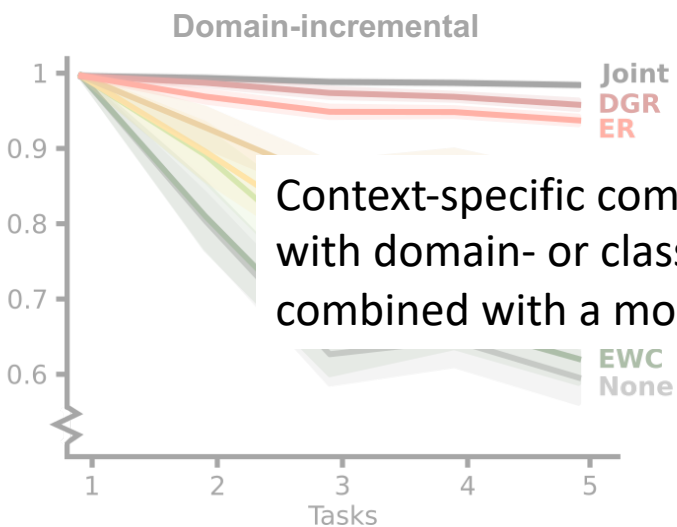 Domain-incremental
1
0.9
0.8
0.7
0.6
Joint
DGR
ER
Context-specific com
with domain- or clas
combined with a mo
EWC
None
1 2 3 4 5
Tasks